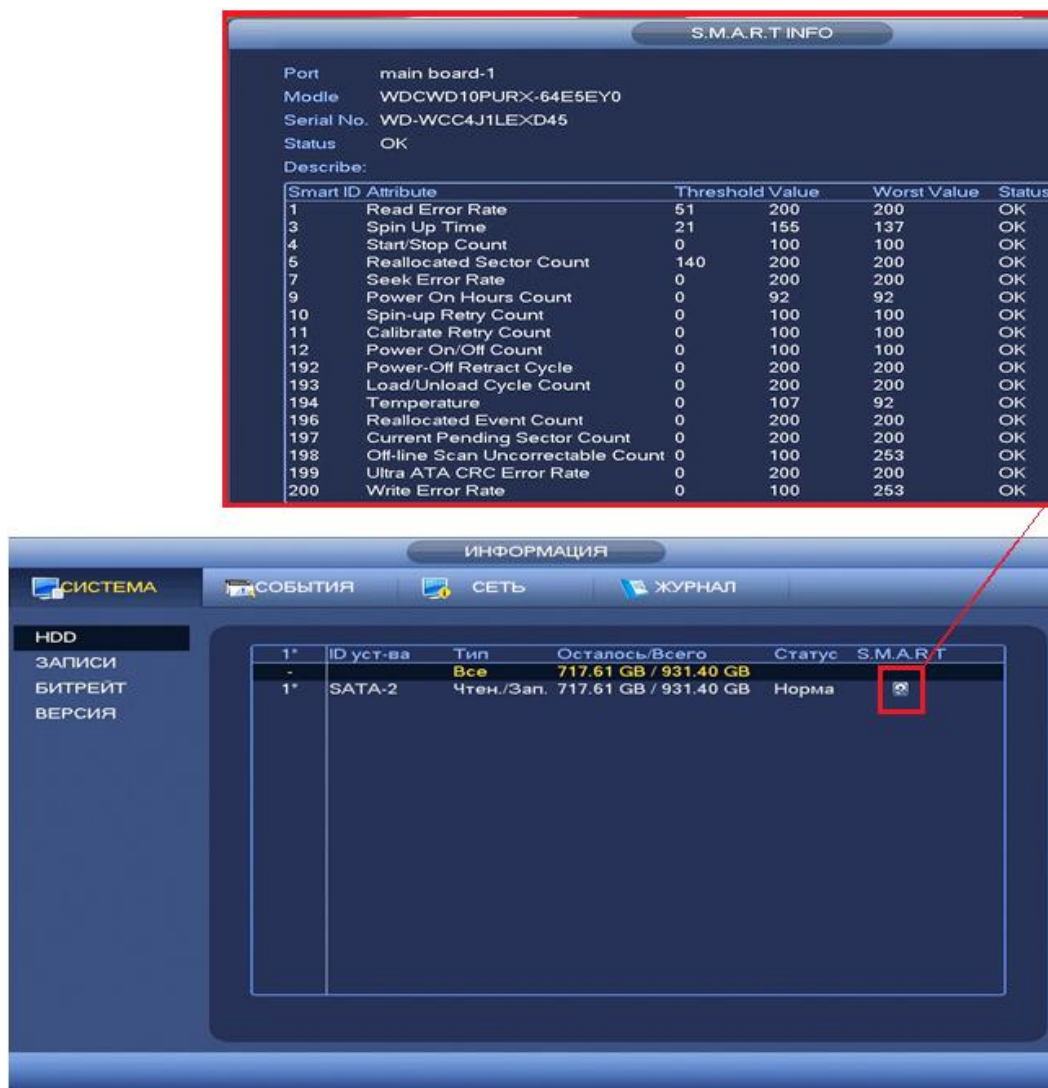 S.M.A.R.T INFO
Port main board-1
Modle WDCWD10PURX-64E5EY0
Serial No. WD-WCC4J1LEXD45
Status OK
Describe:
Smart ID Attribute Threshold Value Worst Value Status
1 Read Error Rate 51 200 200 OK
3 Spin Up Time 21 155 137 OK
4 Start/Stop Count 0 100 100 OK
5 Reallocated Sector Count 140 200 200 OK
7 Seek Error Rate 0 200 200 OK
9 Power On Hours Count 0 92 92 OK
10 Spin-up Retry Count 0 100 100 OK
11 Calibrate Retry Count 0 100 100 OK
12 Power On/Off Count 0 100 100 OK
192 Power-Off Retract Cycle 0 200 200 OK
193 Load/Unload Cycle Count 0 200 200 OK
194 Temperature 0 107 92 OK
196 Reallocated Event Count 0 200 200 OK
197 Current Pending Sector Count 0 200 200 OK
198 Off-line Scan Uncorrectable Count 0 100 253 OK
199 Ultra ATA CRC Error Rate 0 200 200 OK
200 Write Error Rate 0 100 253 OK
ИНФОРМАЦИЯ
СИСТЕМА СОБЫТИЯ СЕТЬ ЖУРНАЛ
HDD
ЗАПИСИ
БИТРЕЙТ
ВЕРСИЯ
1* ID уст-ва Тип Осталось/Всего Статус S.M.A.R.T
- Все 717.61 GB / 931.40 GB
1* SATA-2 Чтен./Зап. 717.61 GB / 931.40 GB Норма